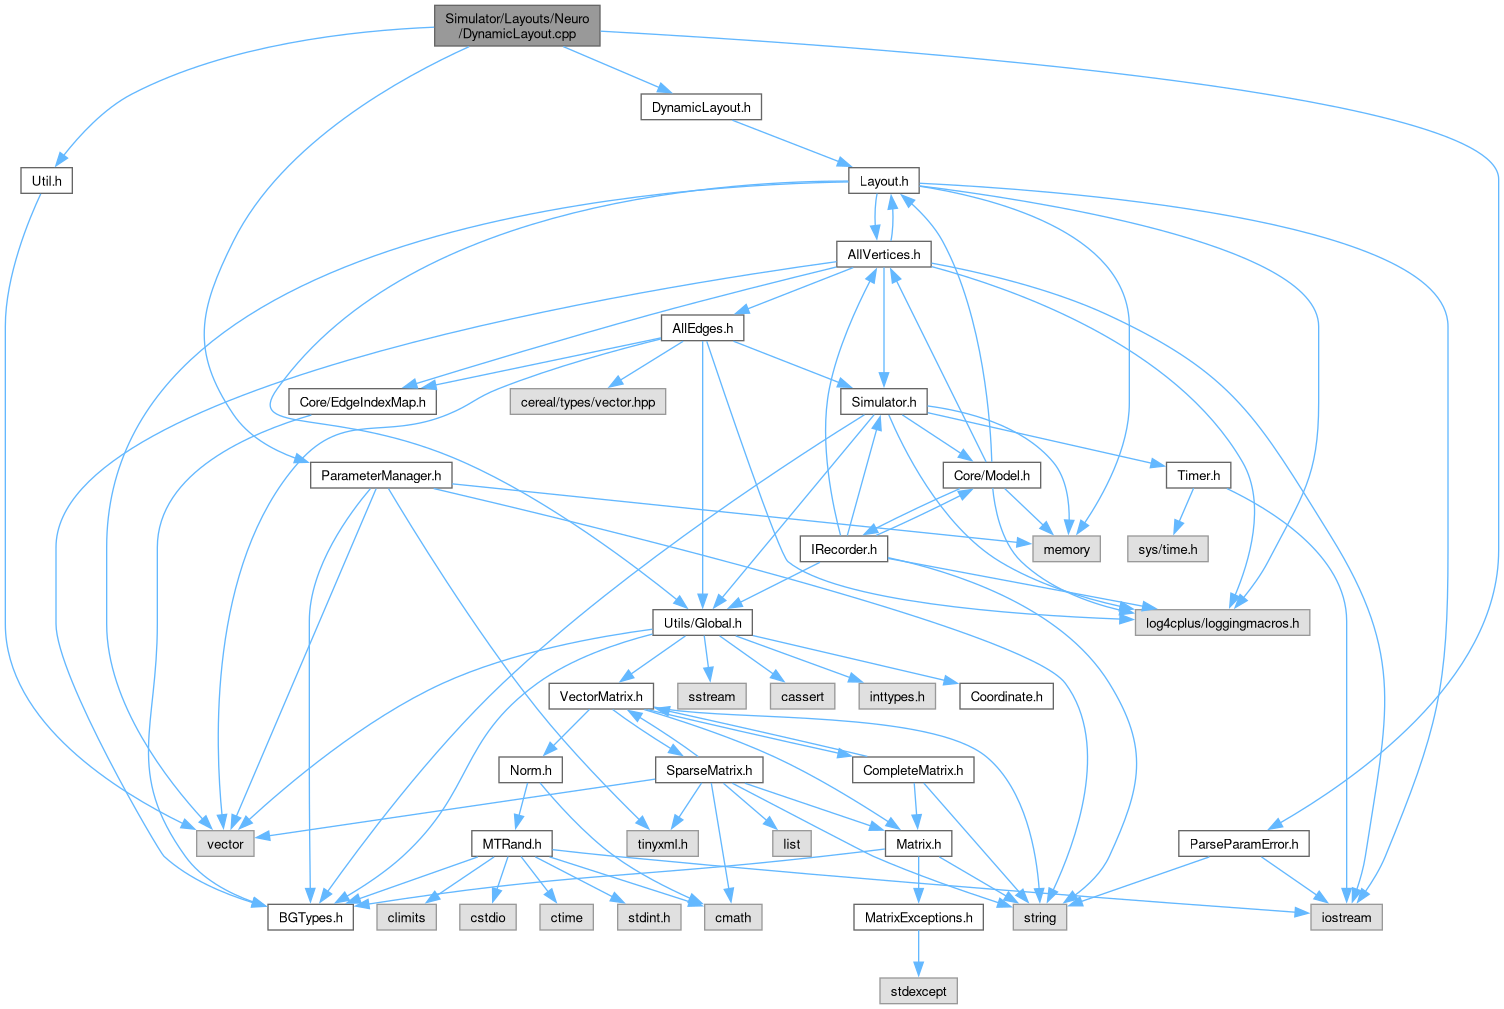 Simulator/Layouts/Neuro
/DynamicLayout.cpp
DynamicLayout.h
Util.h
Layout.h
AllVertices.h
AllEdges.h
Core/EdgeIndexMap.h
cereal/types/vector.hpp
Simulator.h
ParameterManager.h
Core/Model.h
Timer.h
IRecorder.h
memory
sys/time.h
Utils/Global.h
log4cplus/loggingmacros.h
VectorMatrix.h
sstream
cassert
inttypes.h
Coordinate.h
Norm.h
SparseMatrix.h
CompleteMatrix.h
vector
MTRand.h
tinyxml.h
list
Matrix.h
ParseParamError.h
BGTypes.h
climits
cstdio
ctime
stdint.h
cmath
MatrixExceptions.h
string
iostream
stdexcept